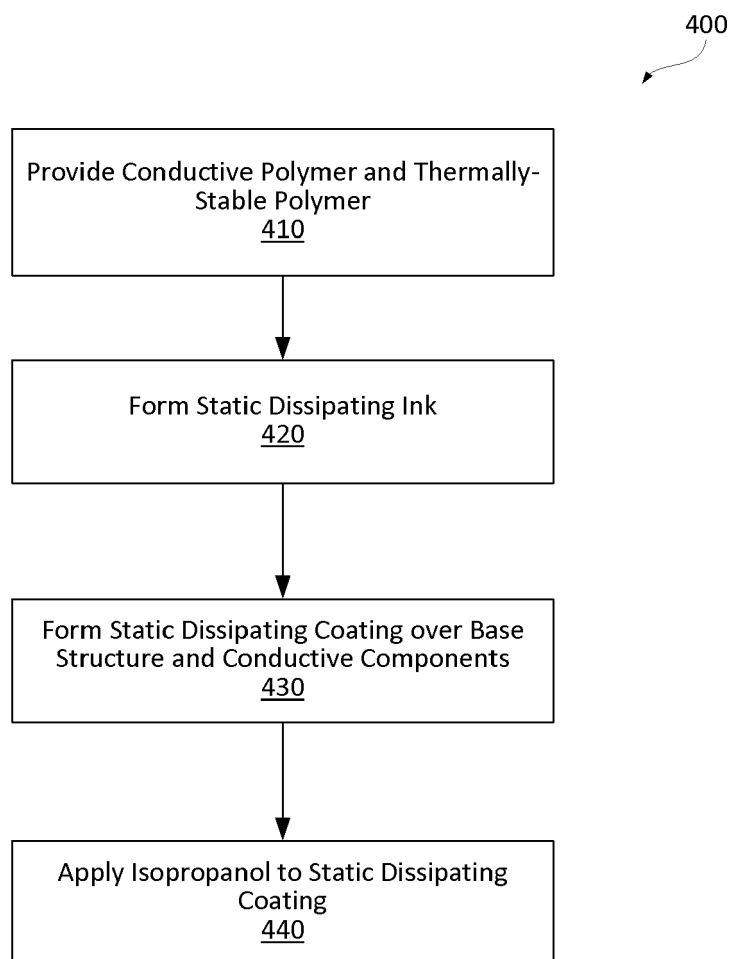 400
Provide Conductive Polymer and Thermally-
Stable Polymer
410
Form Static Dissipating Ink
420
Form Static Dissipating Coating over Base
Structure and Conductive Components
430
Apply Isopropanol to Static Dissipating
Coating
440